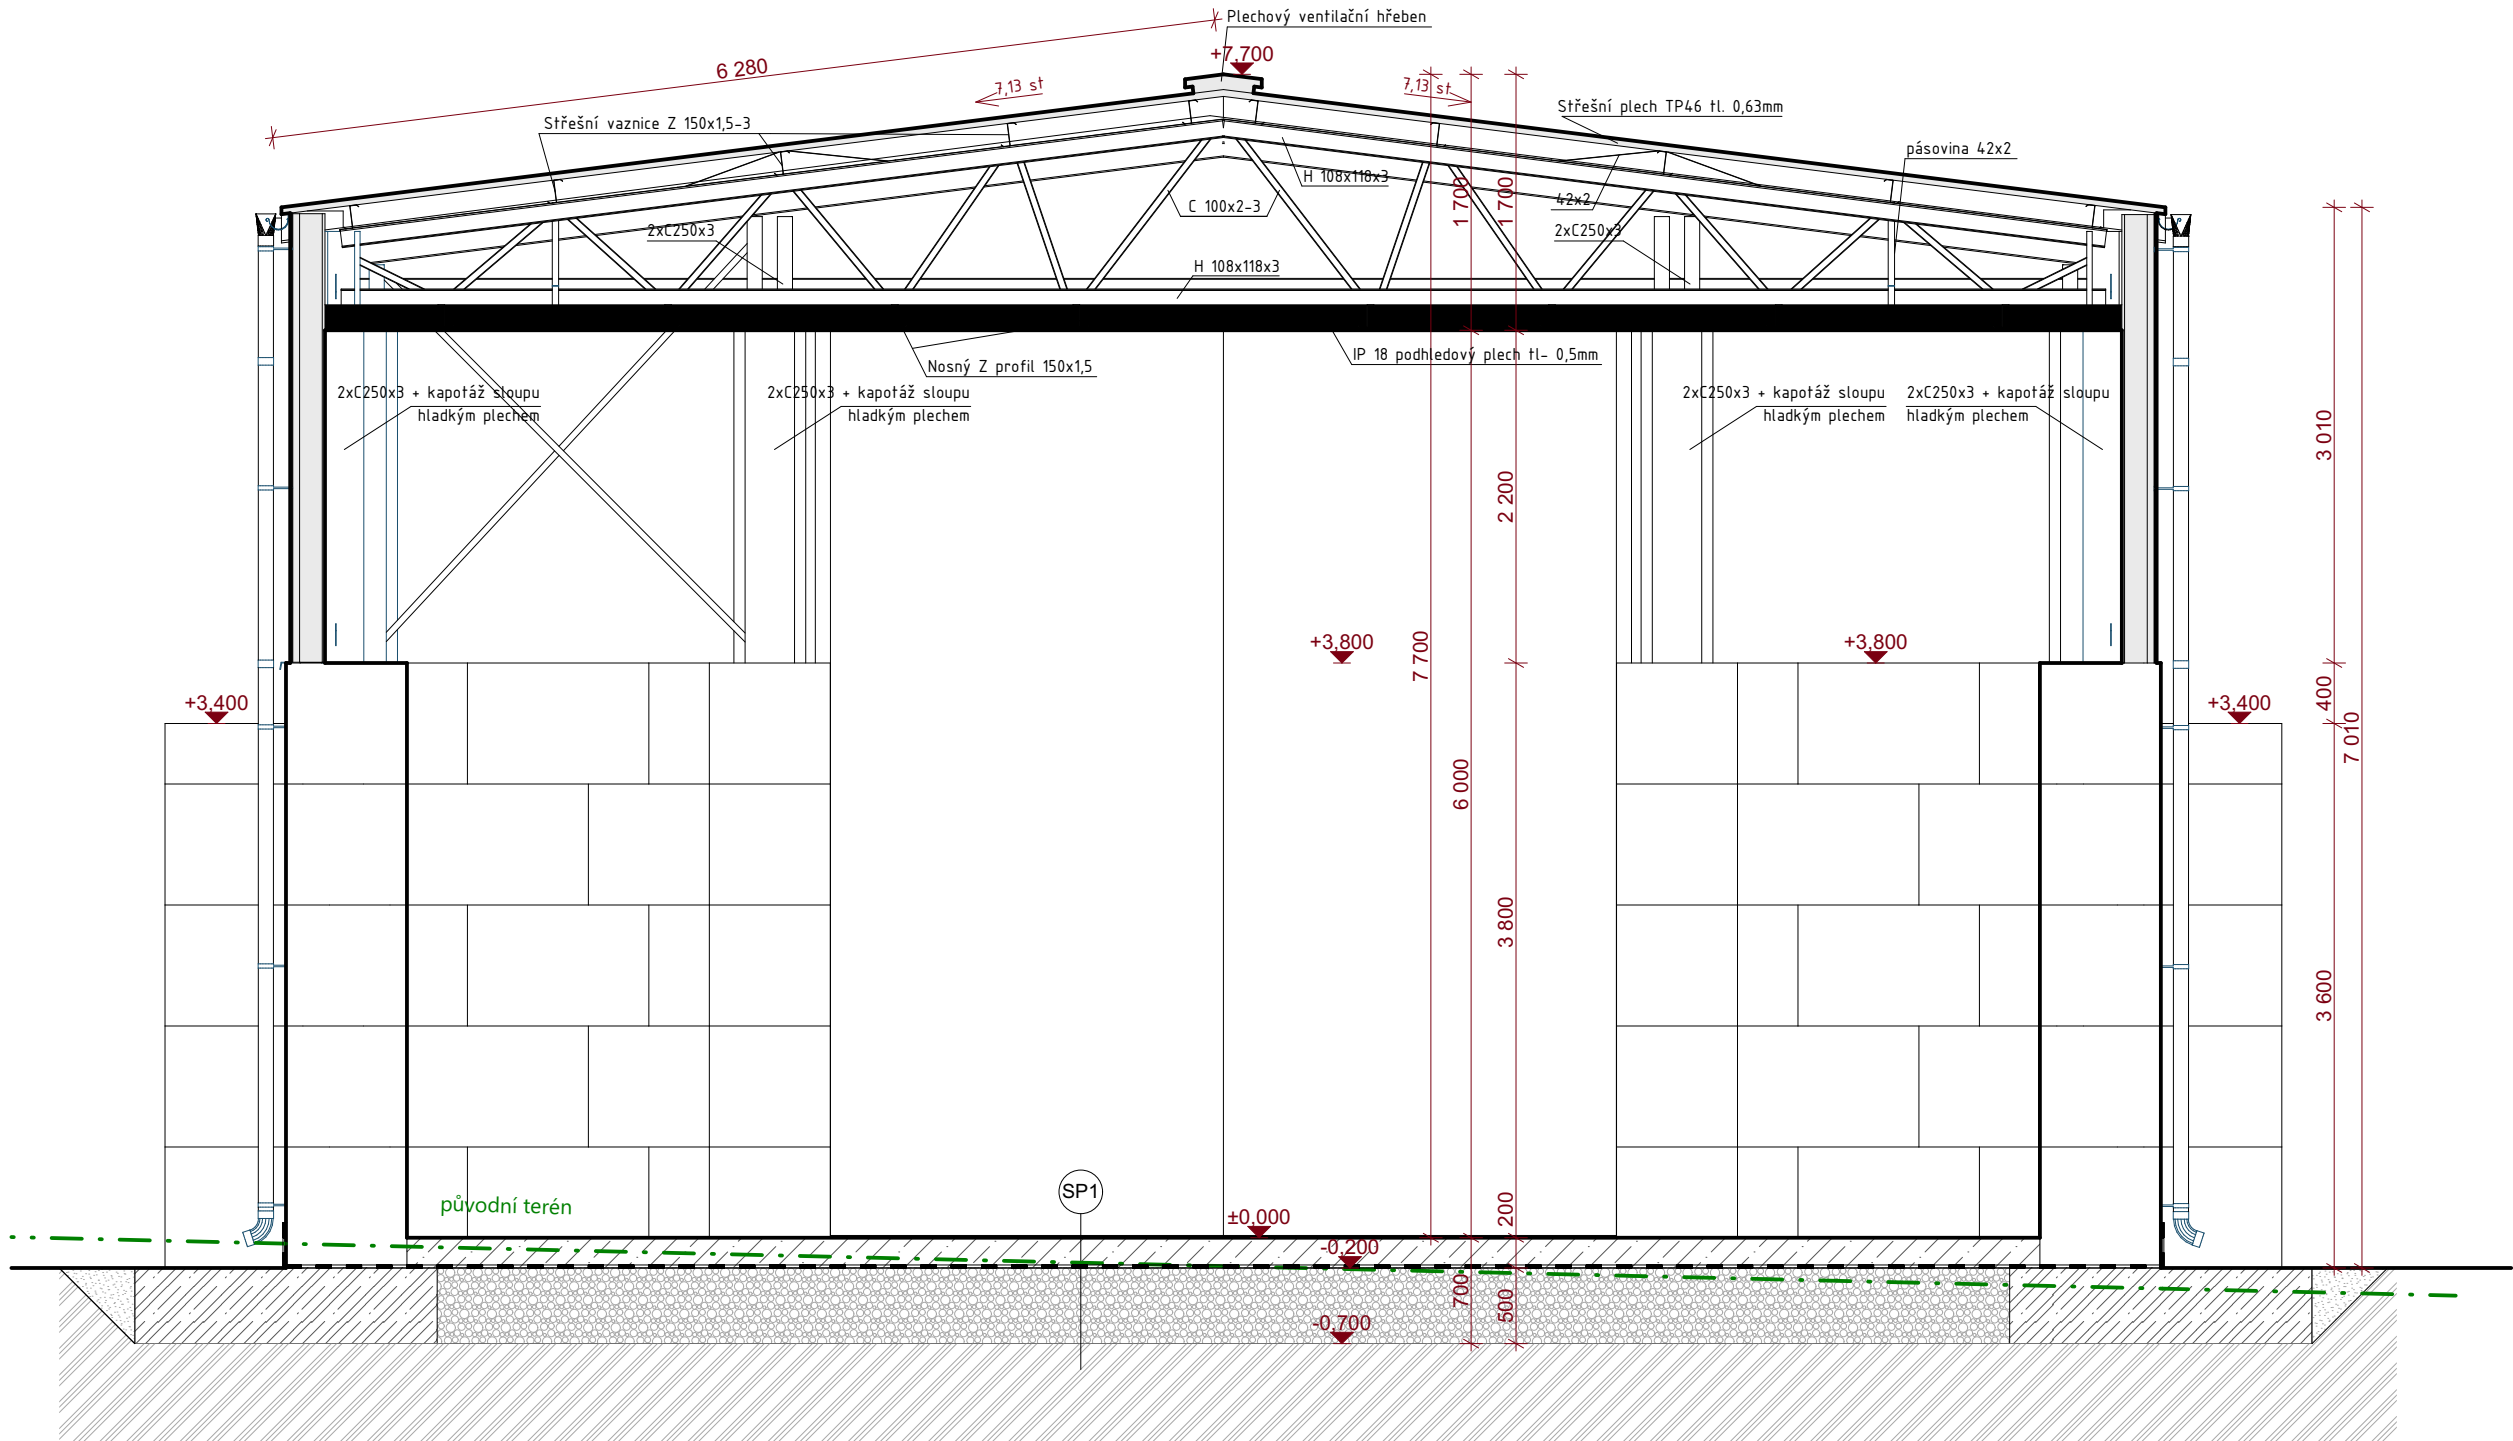 Plechový ventilační hřeben
6 280
+7,700
7,13 st
7,13 st
Střešní plech TP46 tl. 0,63mm
Střešní vaznice Z 150x1,5-3
pásovina 42x2
H 108x118x3
1 700
1 700
C 100x2-3
42x2
2xC250x3
2xC250x3
H 108x118x3
IP 18 podhledový plech tl- 0,5mm
Nosný Z profil 150x1,5
2xC250x3 + kapotáž sloupu
hladkým plechem
2xC250x3 + kapotáž sloupu
hladkým plechem
2xC250x3 + kapotáž sloupu
hladkým plechem
2xC250x3 + kapotáž sloupu
hladkým plechem
3 010
2 200
+3,800
+3,800
7 700
+3,400
+3,400
400
7 010
6 000
3 800
3 600
SP1
původní terén
±0,000
200
-0,200
700
500
-0,700